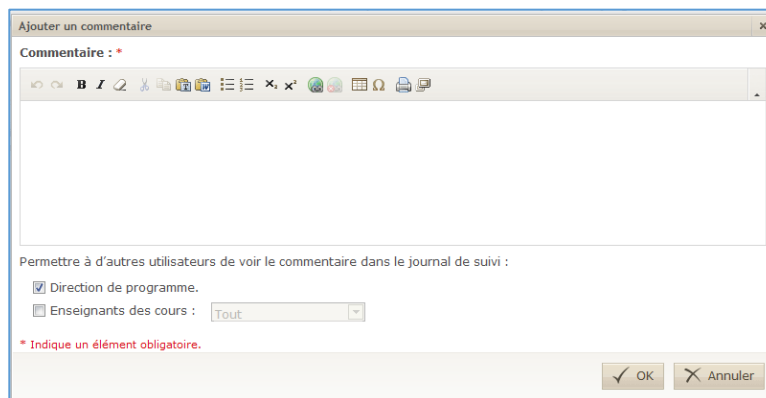 Ajouter un commentaire
Commentaire : *
B I
Permettre à d'autres utilisateurs de voir le commentaire dans le journal de suivi :
Direction de programme.
Enseignants des cours : Tout
* Indique un élément obligatoire.
OK Annuler